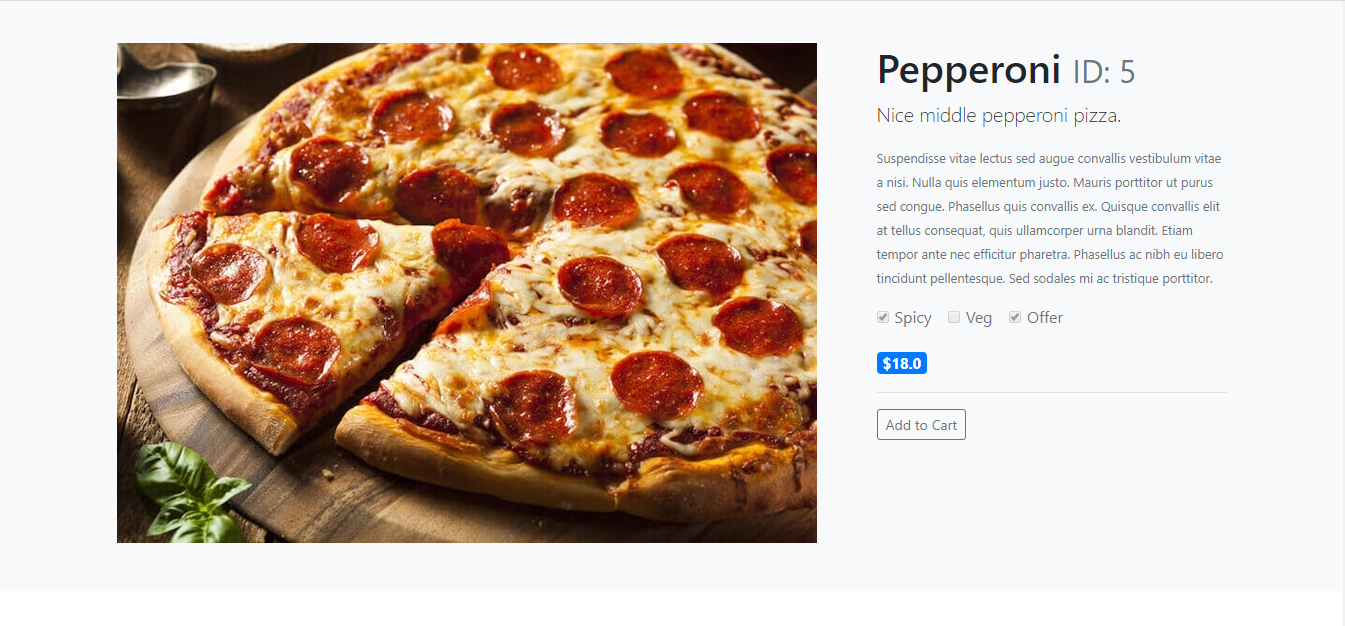 Pepperoni ID: 5
Nice middle pepperoni pizza.
Suspendisse vitae lectus sed augue convallis vestibulum vitae
a nisi. Nulla quis elementum justo. Mauris porttitor ut purus
sed congue. Phasellus quis convallis ex. Quisque convallis elit
at tellus consequat, quis ullamcorper urna blandit. Etiam
tempor ante nec efficitur pharetra. Phasellus ac nibh eu libero
tincidunt pellentesque. Sed sodales mi ac tristique porttitor.
Spicy Veg Offer
$18.0
Add to Cart